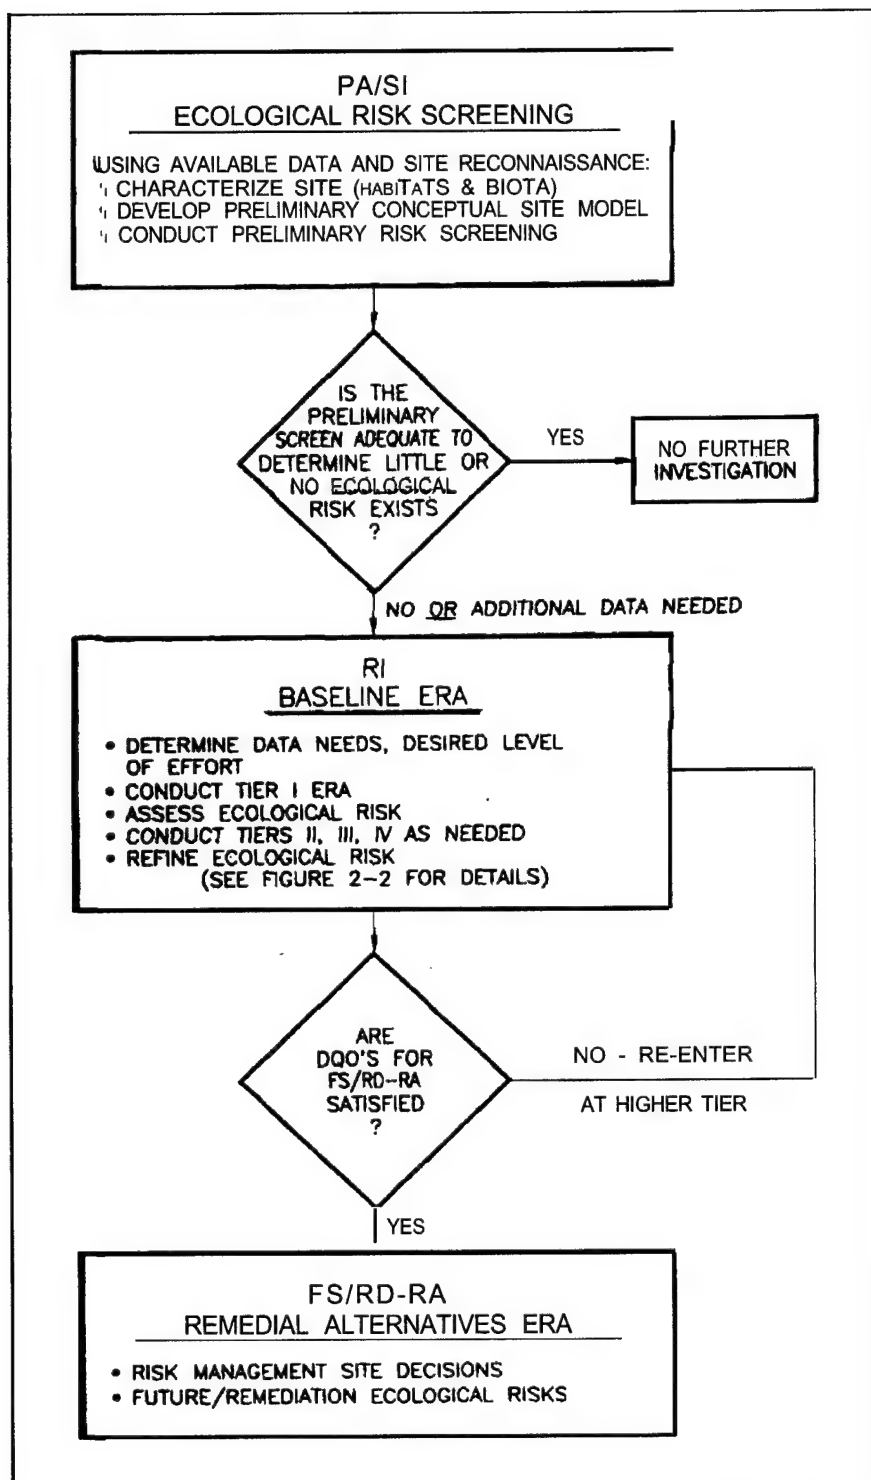 PA/SI
ECOLOGICAL RISK SCREENING
USING AVAILABLE DATA AND SITE RECONNAISSANCE:
CHARACTERIZE SITE (HABITATS & BIOTA)
DEVELOP PRELIMINARY CONCEPTUAL SITE MODEL
CONDUCT PRELIMINARY RISK SCREENING
IS THE
PRELIMINARY
SCREEN ADEQUATE TO
DETERMINE LITTLE OR
NO ECOLOGICAL
RISK EXISTS
?
YES
NO FURTHER
INVESTIGATION
NO OR ADDITIONAL DATA NEEDED
RI
BASELINE ERA
• DETERMINE DATA NEEDS, DESIRED LEVEL
OF EFFORT
• CONDUCT TIER I ERA
• ASSESS ECOLOGICAL RISK
• CONDUCT TIERS II, III, IV AS NEEDED
• REFINE ECOLOGICAL RISK
(SEE FIGURE 2-2 FOR DETAILS)
ARE
DQO'S FOR
FS/RD-RA
SATISFIED
?
NO - RE-ENTER
AT HIGHER TIER
YES
FS/RD-RA
REMEDIAL ALTERNATIVES ERA
• RISK MANAGEMENT SITE DECISIONS
• FUTURE/REMEDIATION ECOLOGICAL RISKS